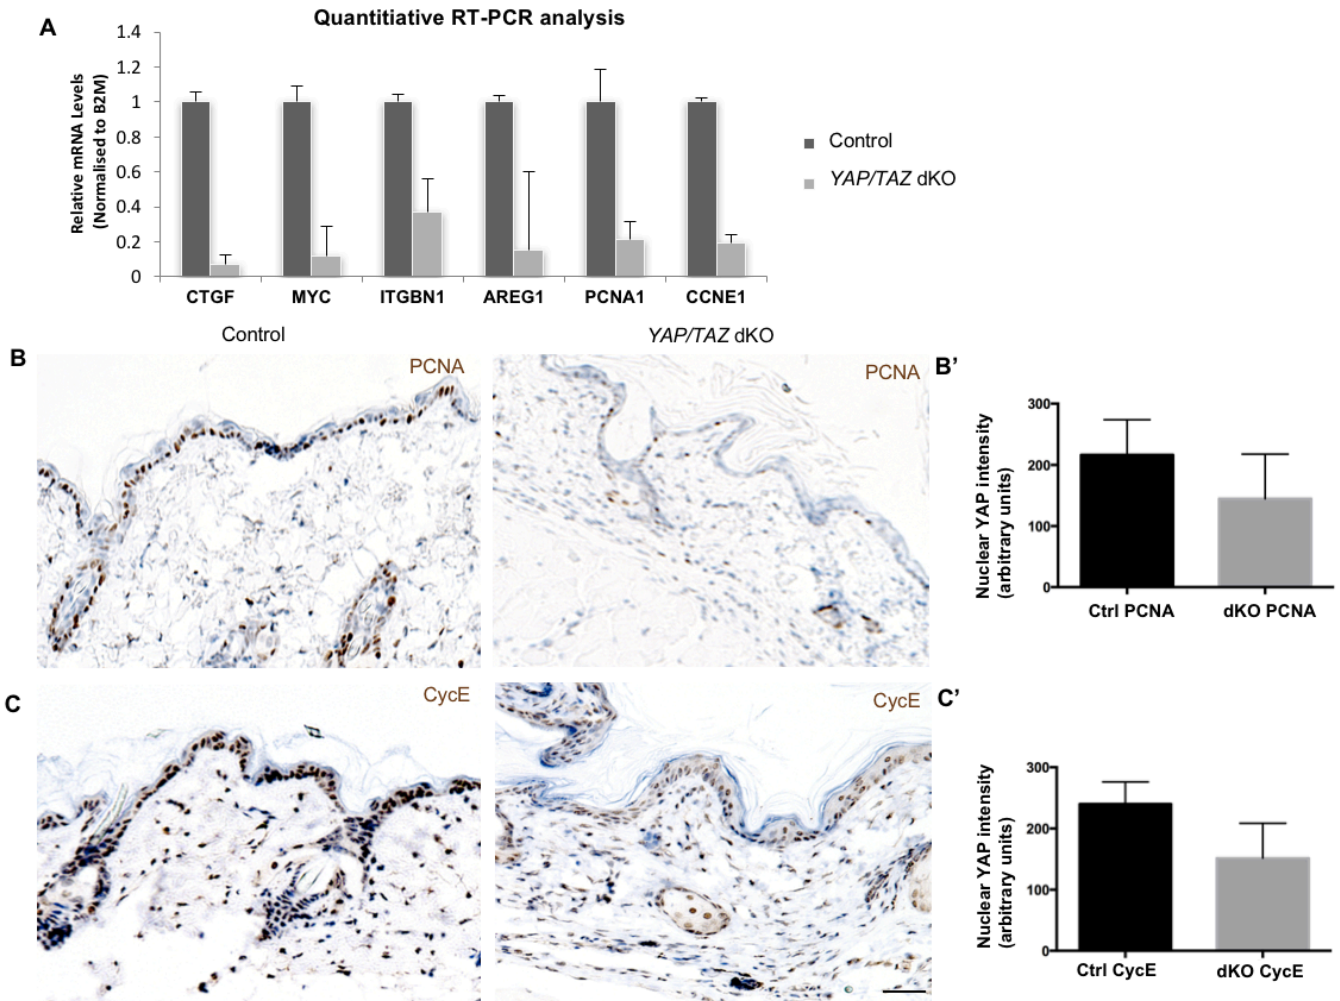 A
Quantitiative RT-PCR analysis
Relative mRNA Levels
(Normalised to B2M)
1.4
1.2
1
0.8
0.6
0.4
0.2
0
CTGF MYC ITGBN1 AREG1 PCNA1 CCNE1
Control
YAP/TAZ dKO
Control YAP/TAZ dKO
B
PCNA
PCNA
B'
Nuclear YAP intensity
(arbitrary units)
300
200
100
0
Ctrl PCNA dKO PCNA
C
CycE
CycE
C'
Nuclear YAP intensity
(arbitrary units)
300
200
100
0
Ctrl CycE dKO CycE